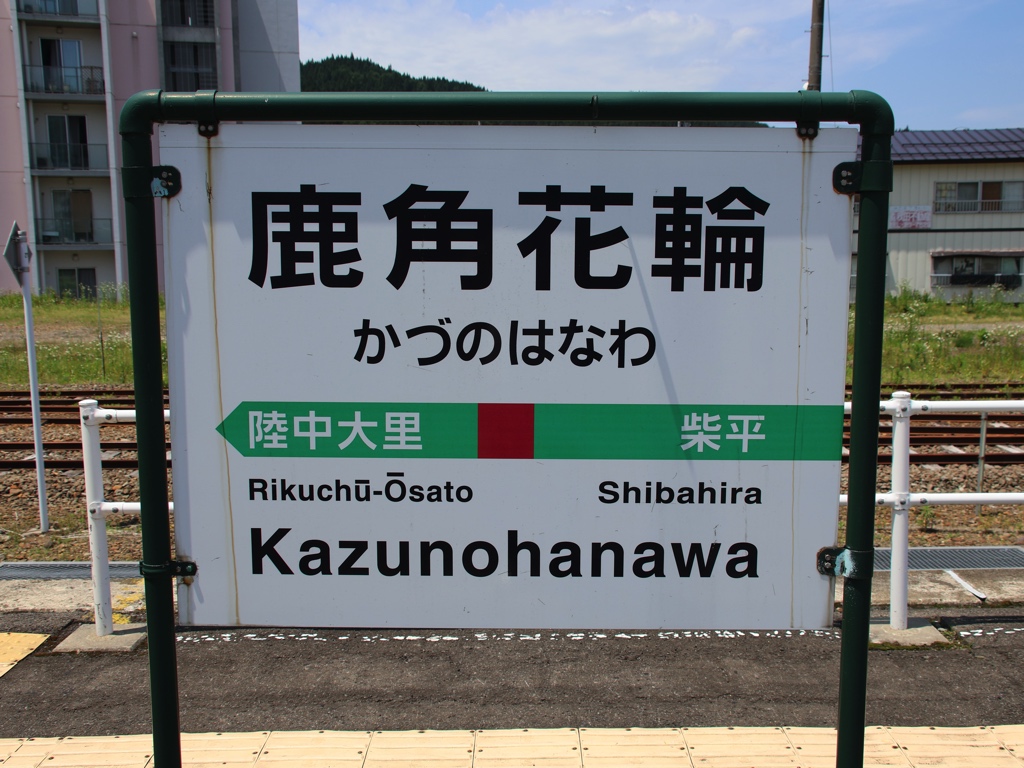 鹿角花輪
かづのはなわ
陸中大里 柴平
Rikuchū-Ōsato Shibahira
Kazunohanawa